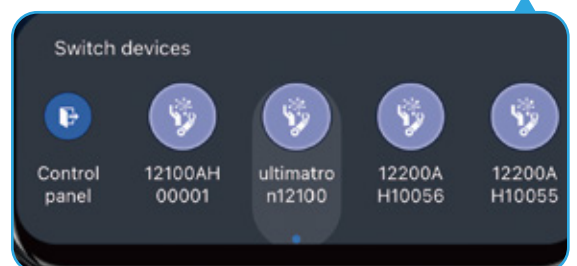 Switch devices
Control
panel
12100AH
00001
ultimatro
n12100
12200A
H10056
12200A
H10055